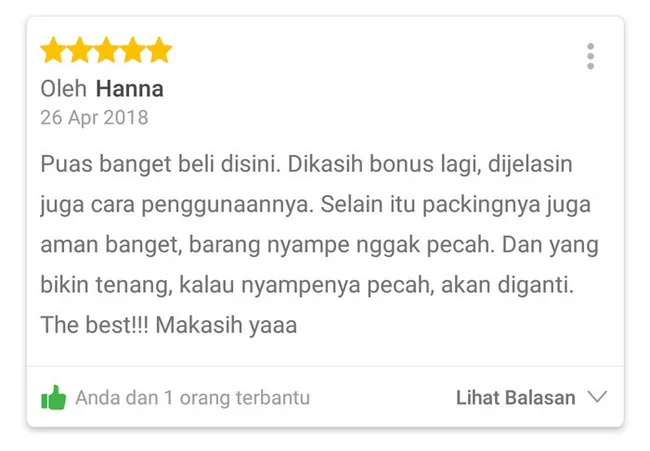 Oleh Hanna
26 Apr 2018
Puas banget beli disini. Dikasih bonus lagi, dijelasin
juga cara penggunaannya. Selain itu packingnya juga
aman banget, barang nyampe nggak pecah. Dan yang
bikin tenang, kalau nyampenya pecah, akan diganti.
The best!!! Makasih yaaa
Anda dan 1 orang terbantu
Lihat Balasan